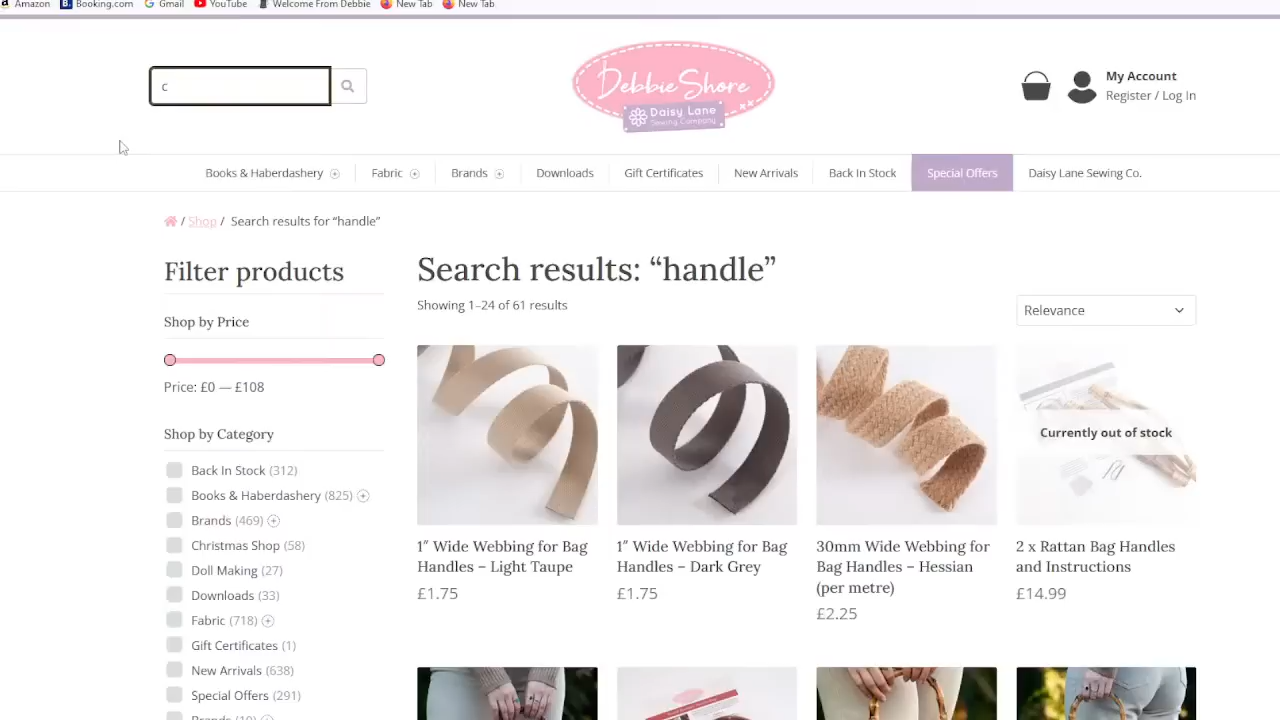 Amazon B Booking.com Gmail YouTube Welcome From Debbie New Tab New Tab
c
Debbie Shore
Daisy Lane
Sewing Company
My Account
Register / Log In
Books & Haberdashery Fabric Brands Downloads Gift Certificates New Arrivals Back In Stock Special Offers Daisy Lane Sewing Co.
/ Shop / Search results for “handle”
Filter products
Shop by Price
Price: £0 — £108
Shop by Category
Back In Stock (312)
Books & Haberdashery (825)
Brands (469)
Christmas Shop (58)
Doll Making (27)
Downloads (33)
Fabric (718)
Gift Certificates (1)
New Arrivals (638)
Special Offers (291)
Search results: “handle”
Showing 1–24 of 61 results
Relevance
1″ Wide Webbing for Bag
Handles – Light Taupe
£1.75
1″ Wide Webbing for Bag
Handles – Dark Grey
£1.75
30mm Wide Webbing for
Bag Handles – Hessian
(per metre)
£2.25
Currently out of stock
2 x Rattan Bag Handles
and Instructions
£14.99